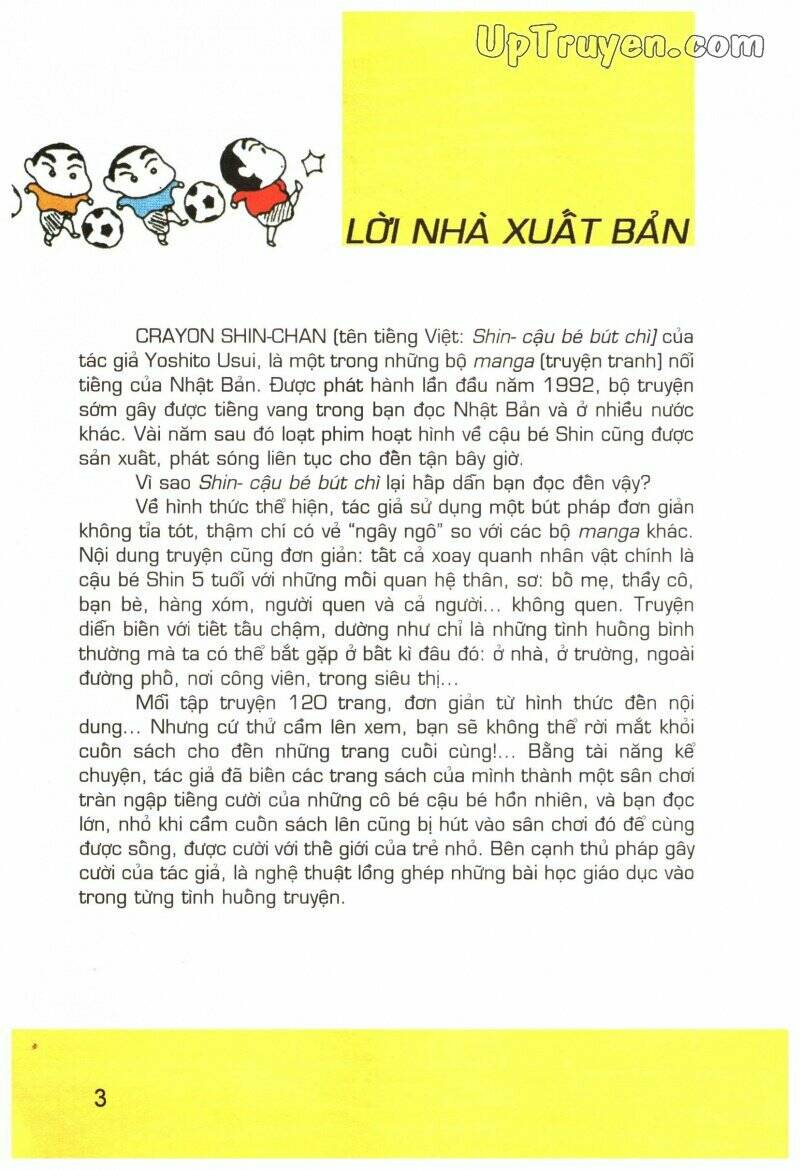 UpTruyen.com
LỜI NHÀ XUẤT BẢN
CRAYON SHIN-CHAN (tên tiếng Việt: Shin- cậu bé bút chì) của
tác giả Yoshito Usui, là một trong những bộ manga (truyện tranh) nổi
tiếng của Nhật Bản. Được phát hành lần đầu năm 1992, bộ truyện
sớm gây được tiếng vang trong bạn đọc Nhật Bản và ở nhiều nước
khác. Vài năm sau đó loạt phim hoạt hình về cậu bé Shin cũng được
sản xuất, phát sóng liên tục cho đến tận bây giờ.
Vì sao Shin- cậu bé bút chì lại hấp dẫn bạn đọc đến vậy?
Về hình thức thể hiện, tác giả sử dụng một bút pháp đơn giản
không tỉa tót, thậm chí có vẻ “ngây ngô” so với các bộ manga khác.
Nội dung truyện cũng đơn giản: tất cả xoay quanh nhân vật chính là
cậu bé Shin 5 tuổi với những mối quan hệ thân, sơ: bố mẹ, thầy cô,
bạn bè, hàng xóm, người quen và cả người... không quen. Truyện
diễn biến với tiết tấu chậm, dường như chỉ là những tình huống bình
thường mà ta có thể bắt gặp ở bất kì đâu đó: ở nhà, ở trường, ngoài
đường phố, nơi công viên, trong siêu thị...
Mỗi tập truyện 120 trang, đơn giản từ hình thức đến nội
dung... Nhưng cứ thử cầm lên xem, bạn sẽ không thể rời mắt khỏi
cuốn sách cho đến những trang cuối cùng!... Bằng tài năng kể
chuyện, tác giả đã biến các trang sách của mình thành một sân chơi
tràn ngập tiếng cười của những cô bé cậu bé hồn nhiên, và bạn đọc
lớn, nhỏ khi cầm cuốn sách lên cũng bị hút vào sân chơi đó để cùng
được sống, được cười với thế giới của trẻ nhỏ. Bên cạnh thủ pháp gây
cười của tác giả, là nghệ thuật lồng ghép những bài học giáo dục vào
trong từng tình huống truyện.
3